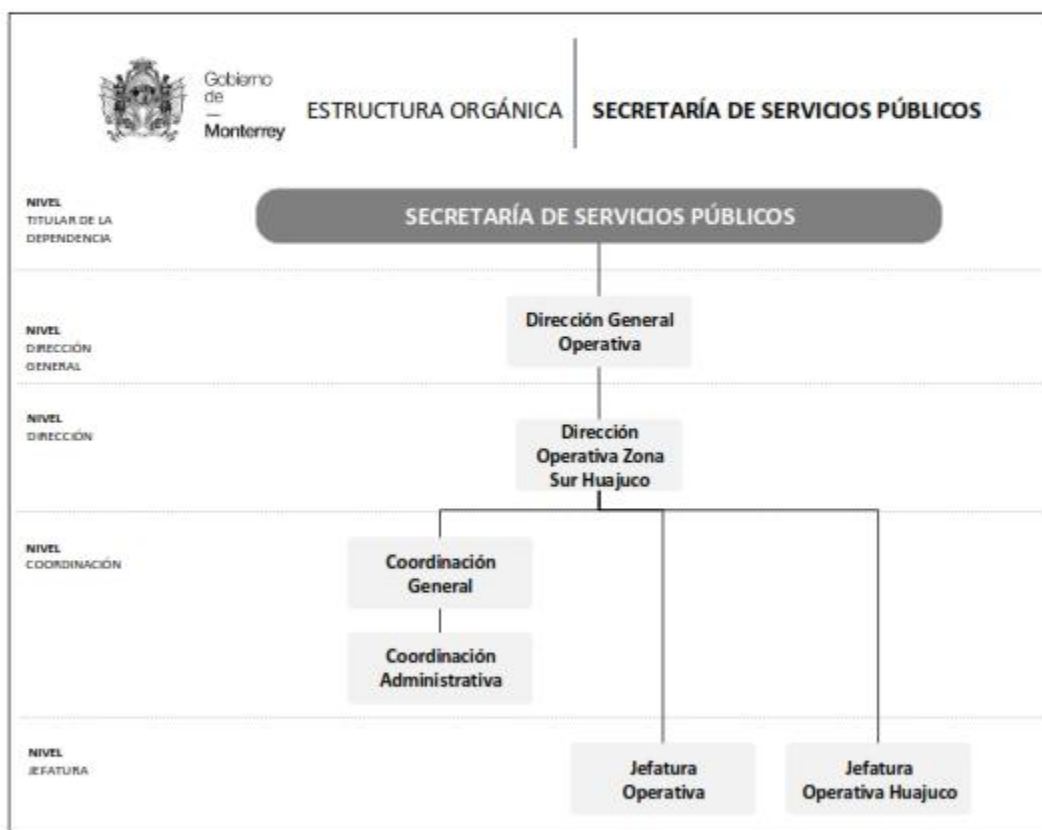 Gobierno
de
—
Monterrey
ESTRUCTURA ORGÁNICA
SECRETARÍA DE SERVICIOS PÚBLICOS
NIVEL
TITULAR DE LA
DEPENDENCIA
SECRETARÍA DE SERVICIOS PÚBLICOS
NIVEL
DIRECCIÓN
GENERAL
Dirección General
Operativa
NIVEL
DIRECCIÓN
Dirección
Operativa Zona
Sur Huajuco
NIVEL
COORDINACIÓN
Coordinación
General
Coordinación
Administrativa
NIVEL
JEFATURA
Jefatura
Operativa
Jefatura
Operativa Huajuco